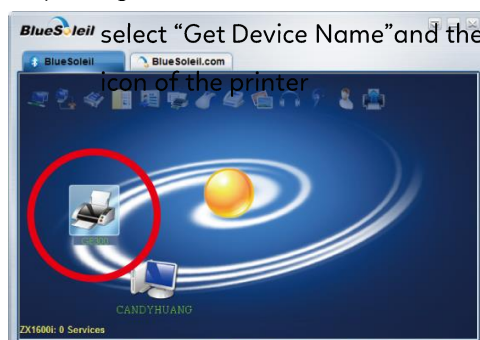 BlueSoleil
select “Get Device Name”and the
BlueSoleil
BlueSoleil.com
icon of the printer
CANDYHUANG
ZX1600i: 0 Services